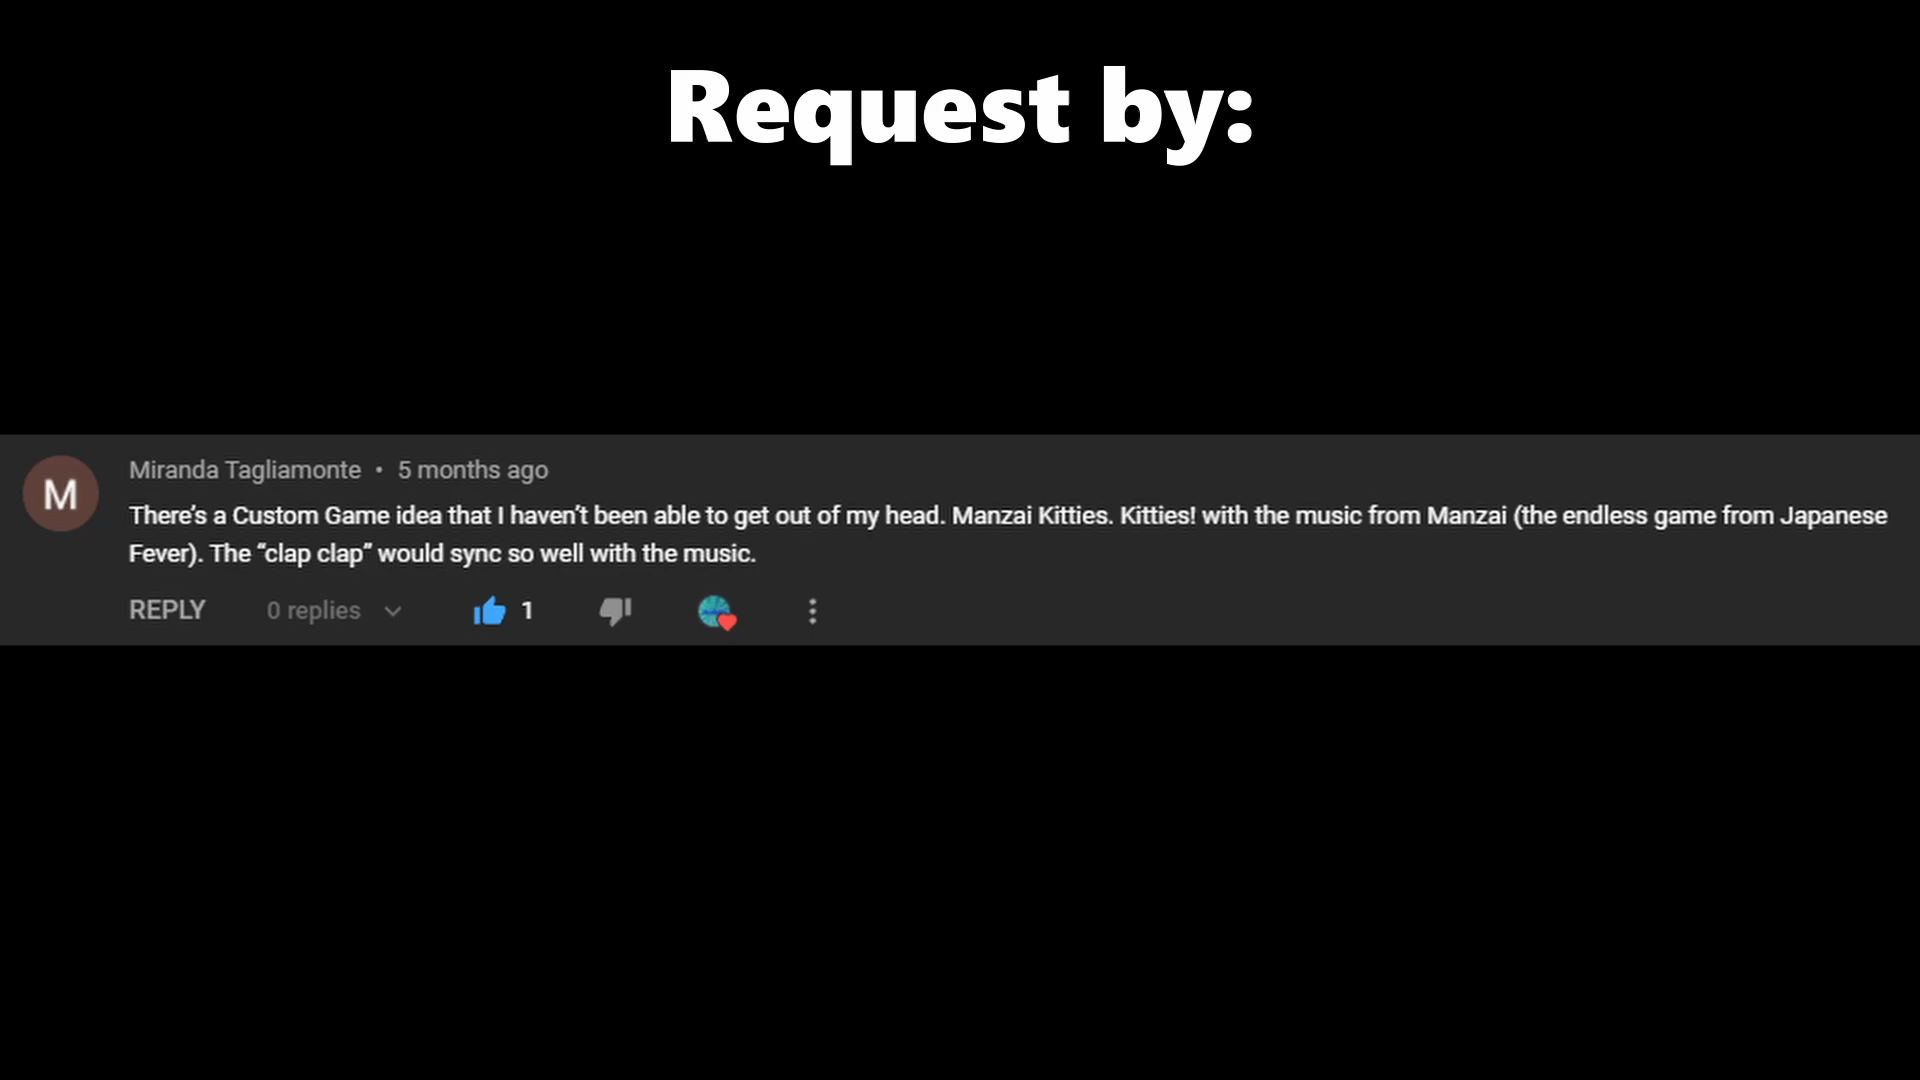 Request by:
M
Miranda Tagliamonte • 5 months ago
There’s a Custom Game idea that I haven’t been able to get out of my head. Manzai Kitties. Kitties! with the music from Manzai (the endless game from Japanese
Fever). The “clap clap” would sync so well with the music.
REPLY 0 replies 1